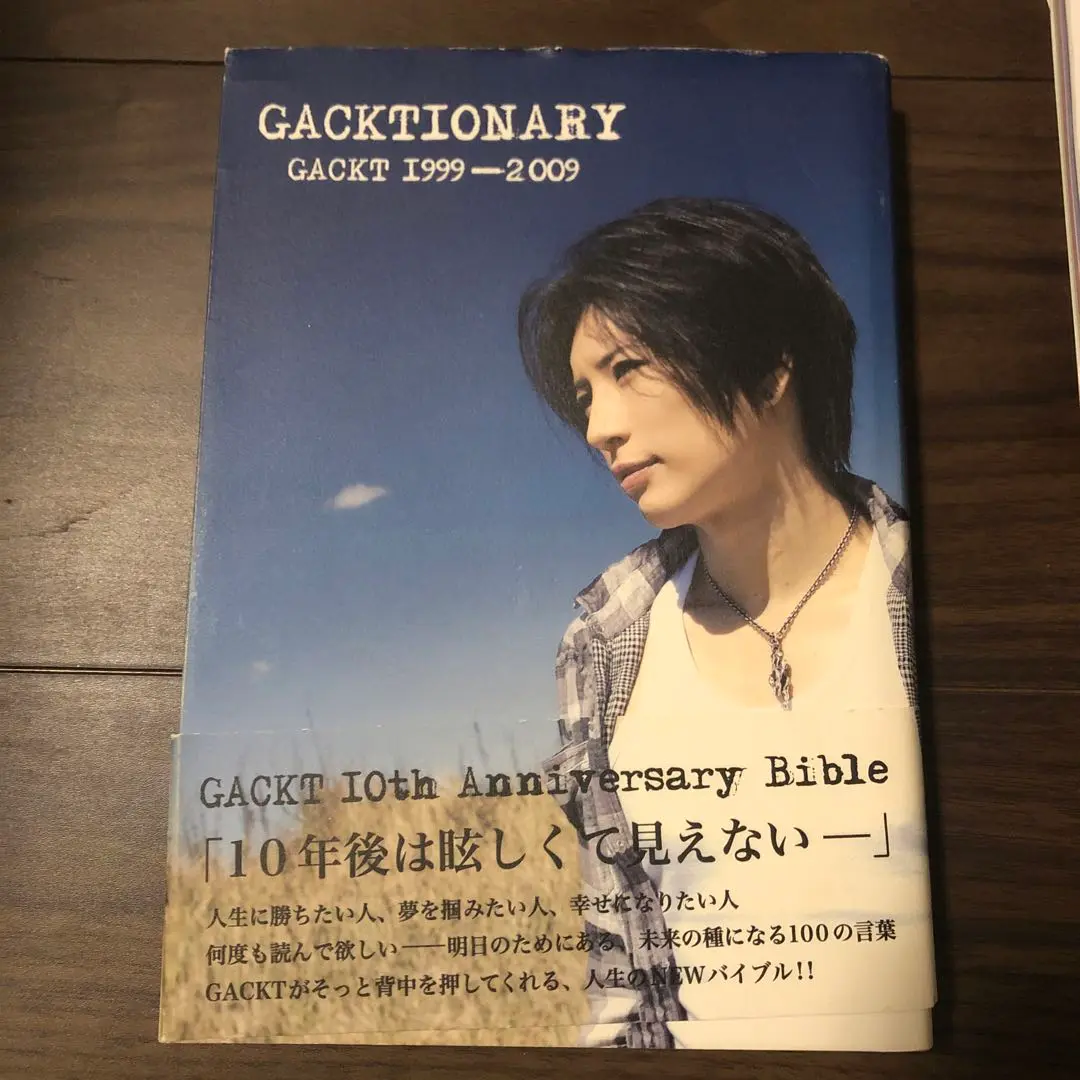 GACKTIONARY
GACKT 1999—2009
GACKT 10th Anniversary Bible
「10年後は眩しくて見えない―」
人生に勝ちたい人、夢を掴みたい人、幸せになりたい人
何度も読んで欲しい――明日のためにある、未来の種になる100の言葉
GACKTがそっと背中を押してくれる、人生のNEWバイブル!!